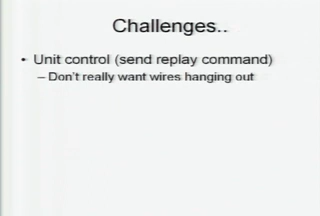 Challenges..
• Unit control (send replay command)
– Don't really want wires hanging out